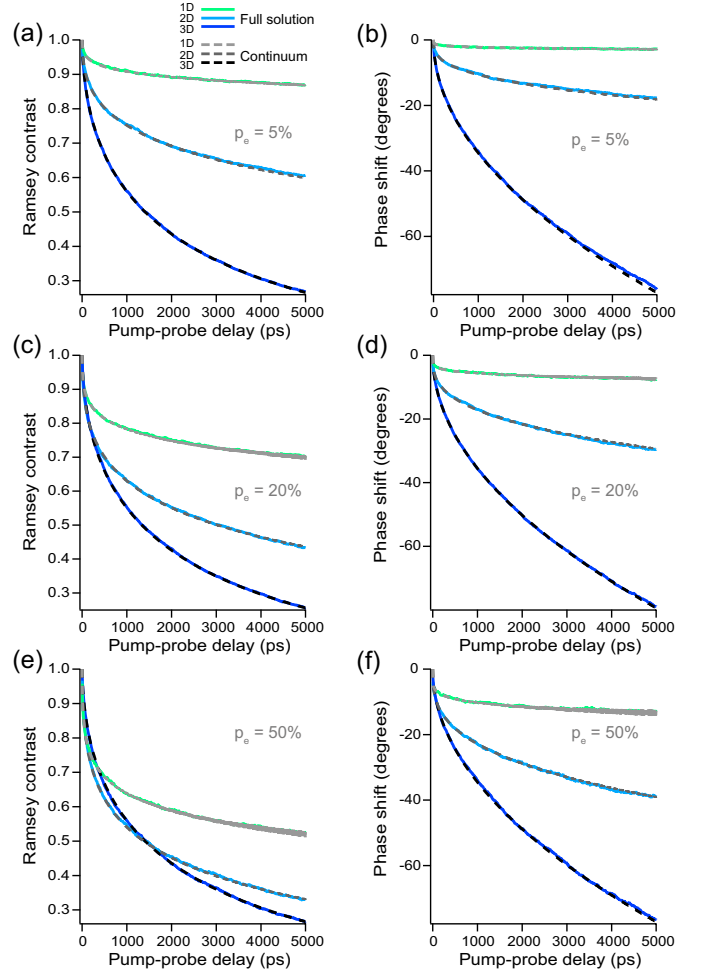 1D
2D Full solution
3D
1D
2D Continuum
3D
(a)
1.0
0.9
0.8
0.7
0.6
0.5
0.4
0.3
Ramsey contrast
p_e = 5%
0 1000 2000 3000 4000 5000
Pump-probe delay (ps)
(b)
0
-20
-40
-60
Phase shift (degrees)
p_e = 5%
0 1000 2000 3000 4000 5000
Pump-probe delay (ps)
(c)
1.0
0.9
0.8
0.7
0.6
0.5
0.4
0.3
Ramsey contrast
p_e = 20%
0 1000 2000 3000 4000 5000
Pump-probe delay (ps)
(d)
0
-20
-40
-60
Phase shift (degrees)
p_e = 20%
0 1000 2000 3000 4000 5000
Pump-probe delay (ps)
(e)
1.0
0.9
0.8
0.7
0.6
0.5
0.4
0.3
Ramsey contrast
p_e = 50%
0 1000 2000 3000 4000 5000
Pump-probe delay (ps)
(f)
0
-20
-40
-60
Phase shift (degrees)
p_e = 50%
0 1000 2000 3000 4000 5000
Pump-probe delay (ps)